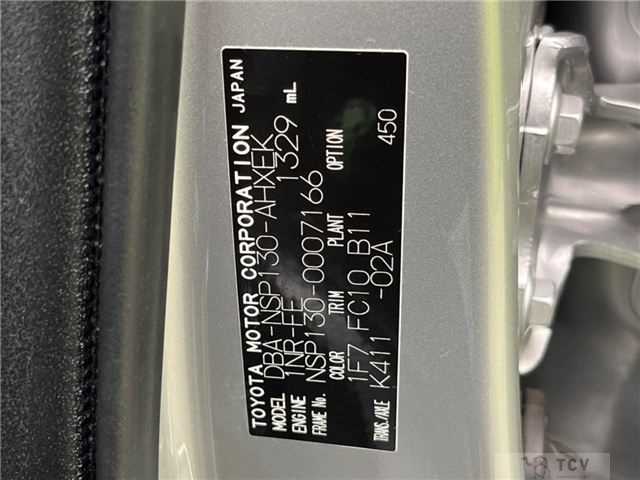 TOYOTA MOTOR CORPORATION JAPAN
MODEL DBA-NSP130-AHXEK
ENGINE 1NR-FE 1329 mL
FRAME No. NSP130-0007166
COLOR TRIM PLANT OPTION
1F7 FC10 B11 450
TRANS./AXLE K411 -02A
TCV